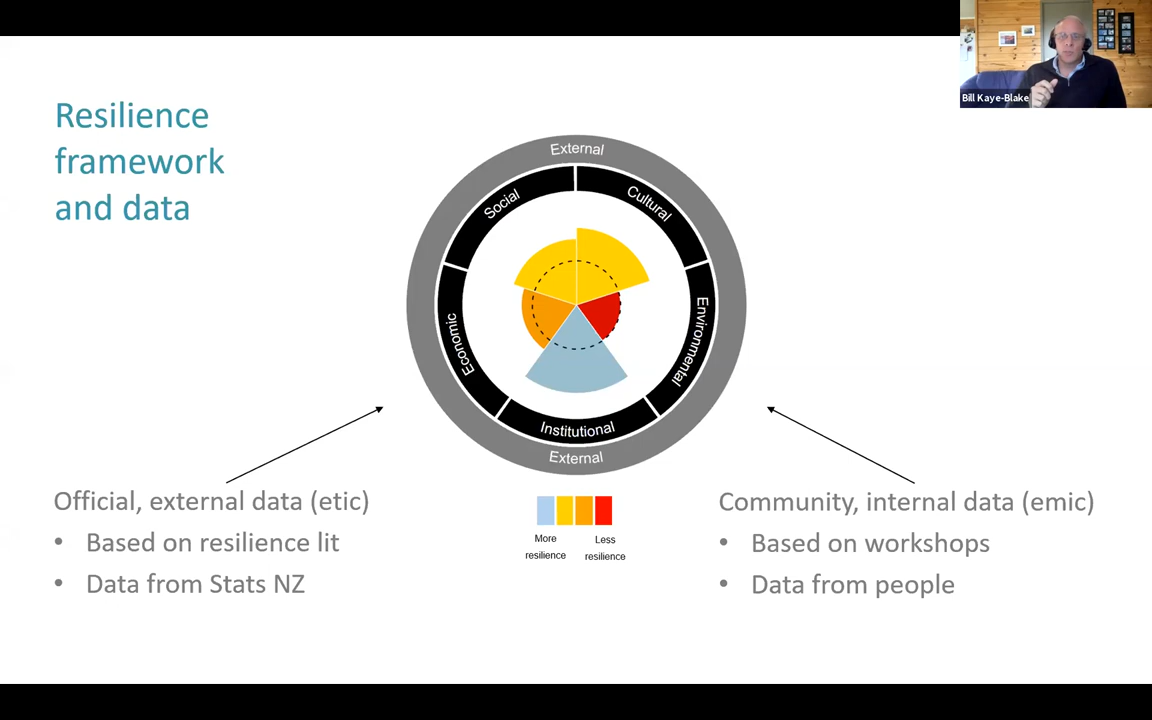 Bill Kaye-Blake
Resilience
framework
and data
External
Social
Cultural
Economic
Environmental
Institutional
External
Official, external data (etic)
• Based on resilience lit
• Data from Stats NZ
More
resilience
Less
resilience
Community, internal data (emic)
• Based on workshops
• Data from people